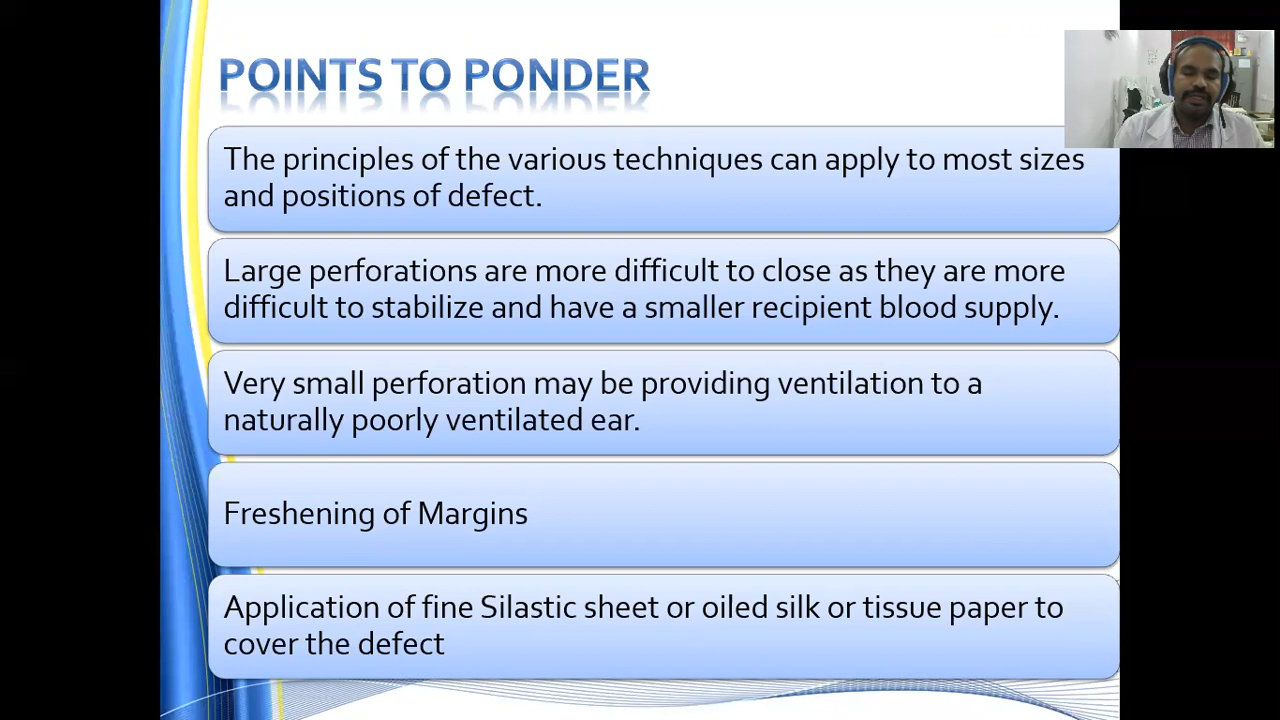 POINTS TO PONDER
The principles of the various techniques can apply to most sizes
and positions of defect.
Large perforations are more difficult to close as they are more
difficult to stabilize and have a smaller recipient blood supply.
Very small perforation may be providing ventilation to a
naturally poorly ventilated ear.
Freshening of Margins
Application of fine Silastic sheet or oiled silk or tissue paper to
cover the defect